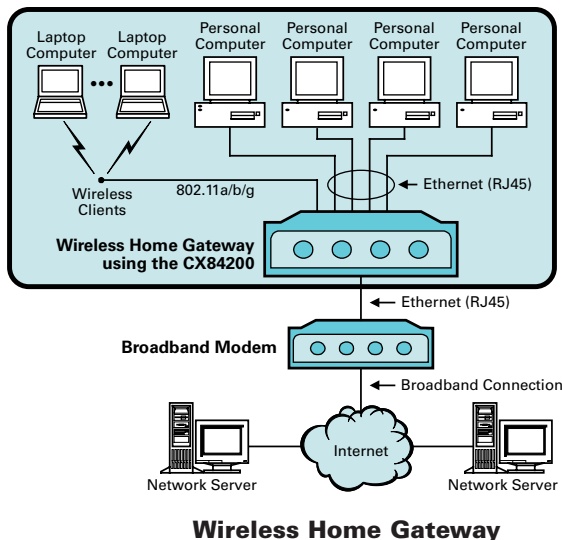 Laptop
Computer
Laptop
Computer
Personal
Computer
Personal
Computer
Personal
Computer
Personal
Computer
802.11a/b/g
Ethernet (RJ45)
Wireless
Clients
Wireless Home Gateway
using the CX84200
Ethernet (RJ45)
Broadband Modem
Broadband Connection
Internet
Network Server
Network Server
Wireless Home Gateway